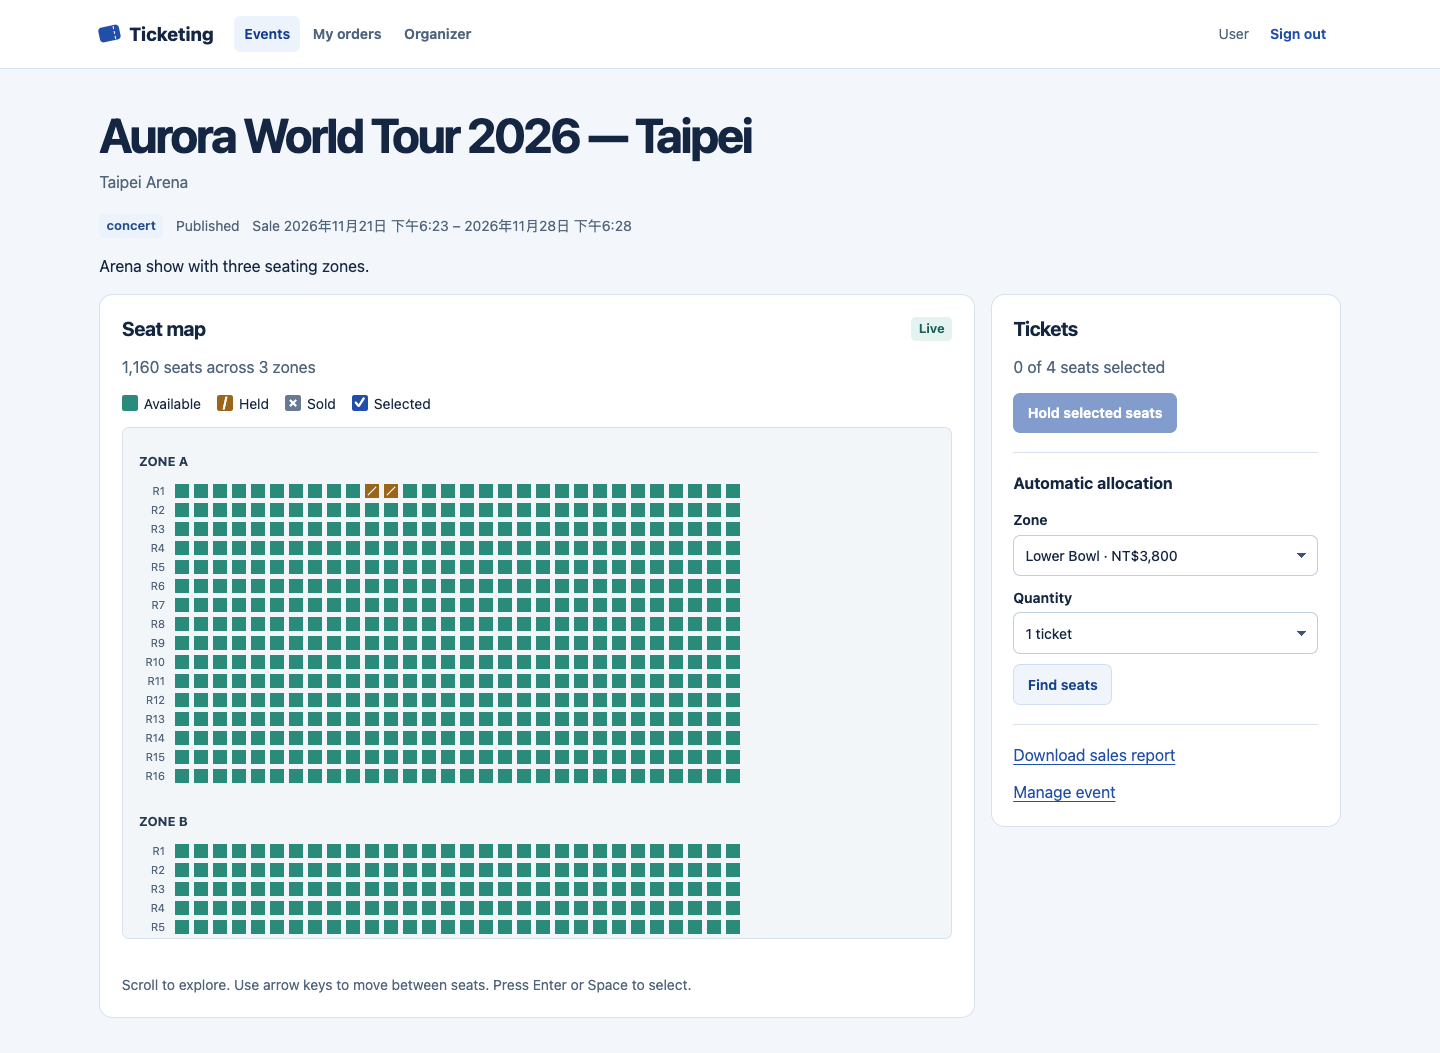 Ticketing
Events
My orders
Organizer
User
Sign out
Aurora World Tour 2026 — Taipei
Taipei Arena
concert
Published
Sale 2026年11月21日 下午6:23 – 2026年11月28日 下午6:28
Arena show with three seating zones.
Seat map
Live
1,160 seats across 3 zones
Available
Held
Sold
Selected
ZONE A
R1
R2
R3
R4
R5
R6
R7
R8
R9
R10
R11
R12
R13
R14
R15
R16
ZONE B
R1
R2
R3
R4
R5
Scroll to explore. Use arrow keys to move between seats. Press Enter or Space to select.
Tickets
0 of 4 seats selected
Hold selected seats
Automatic allocation
Zone
Lower Bowl · NT$3,800
Quantity
1 ticket
Find seats
Download sales report
Manage event